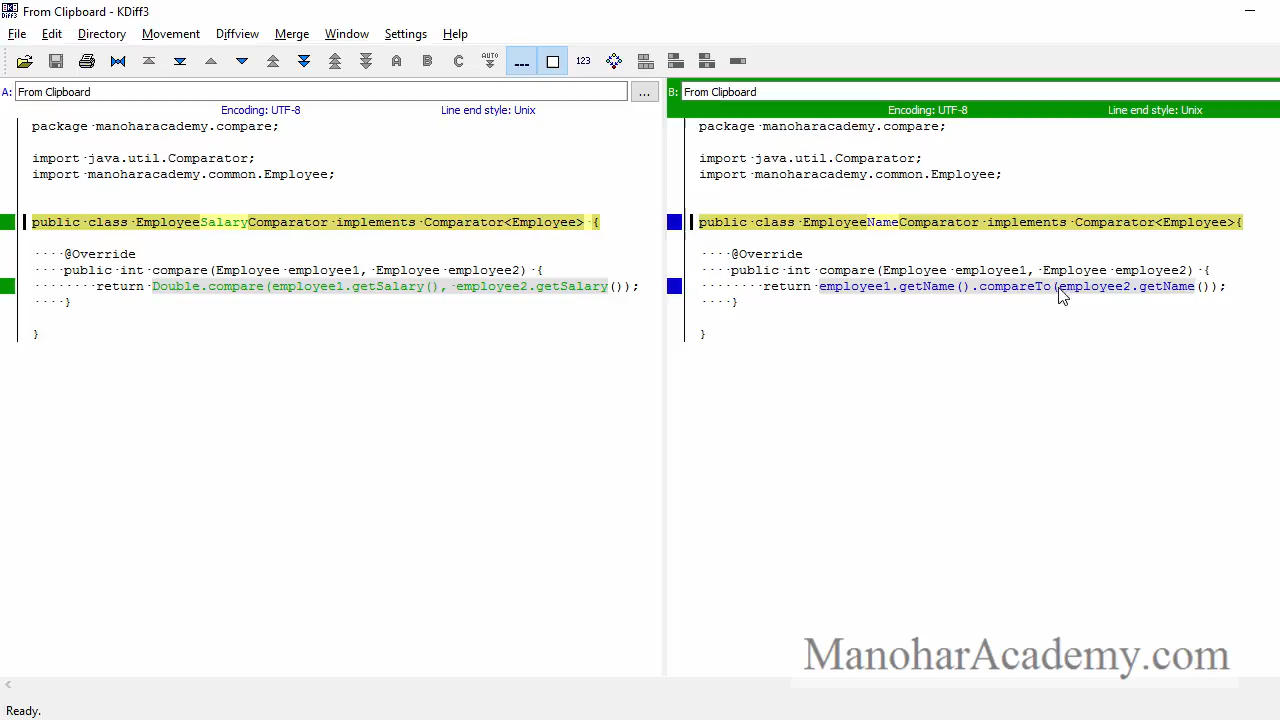 From Clipboard - KDiff3
File Edit Directory Movement Diffview Merge Window Settings Help
A B C AUTO 123
A: From Clipboard ...
Encoding: UTF-8 Line end style: Unix
package·manoharacademy.compare;
import·java.util.Comparator;
import·manoharacademy.common.Employee;
public·class·EmployeeSalaryComparator·implements·Comparator<Employee>·{
····@Override
····public·int·compare(Employee·employee1,·Employee·employee2)·{
········return·Double.compare(employee1.getSalary(),·employee2.getSalary());
····}
}
B: From Clipboard
Encoding: UTF-8 Line end style: Unix
package·manoharacademy.compare;
import·java.util.Comparator;
import·manoharacademy.common.Employee;
public·class·EmployeeNameComparator·implements·Comparator<Employee>{
····@Override
····public·int·compare(Employee·employee1,·Employee·employee2)·{
········return·employee1.getName().compareTo(employee2.getName());
····}
}
ManoharAcademy.com
Ready.